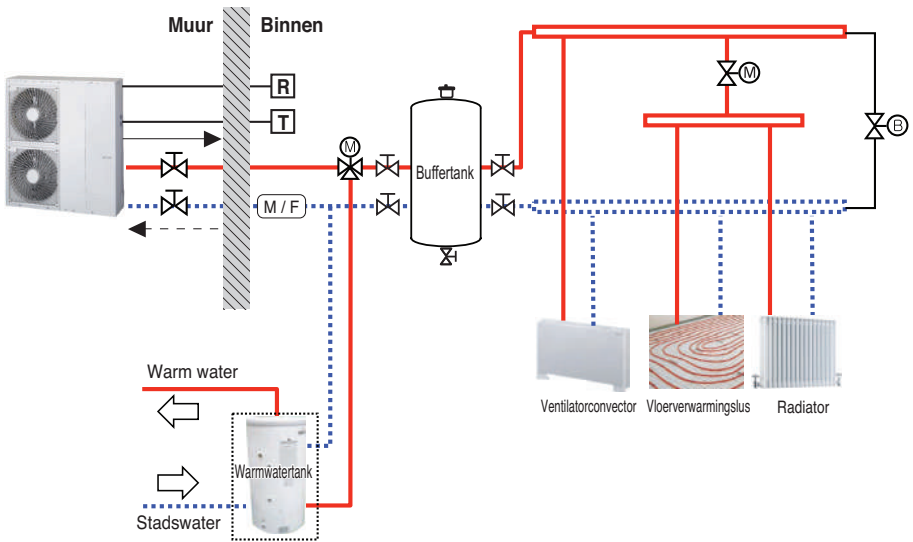 Muur
Binnen
R
T
M
M
B
Buffertank
M / F
Warm water
Warmwatertank
Stadswater
Ventilatorconvector
Vloerverwarmingslus
Radiator